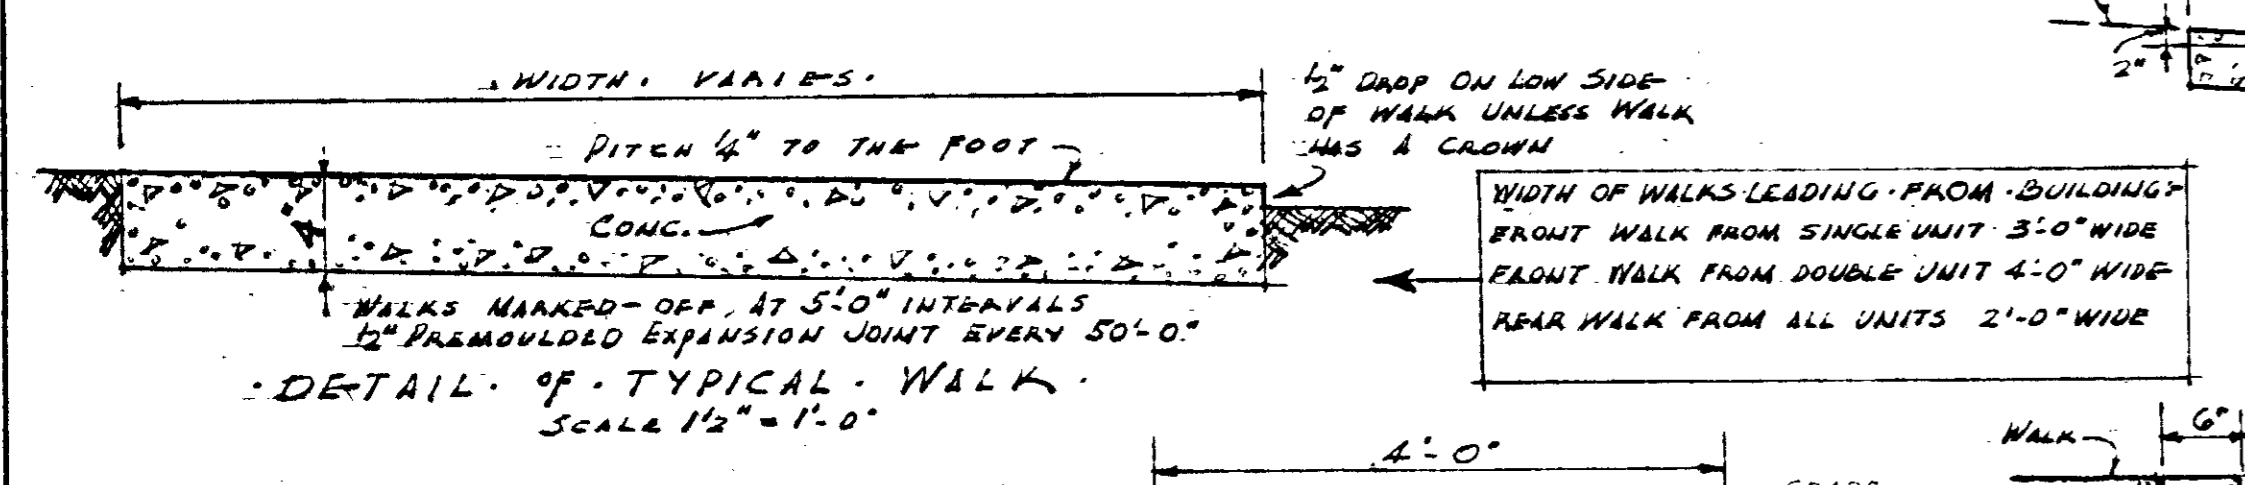 WIDTH. VARIES.
1/2" DROP ON LOW SIDE
OF WALK UNLESS WALK
HAS A CROWN
PITCH 1/4" TO THE FOOT
CONC.
4"
WALKS MARKED-OFF, AT 5'-0" INTERVALS
1/2" PREMOULDED EXPANSION JOINT EVERY 50'-0"
·DETAIL· OF · TYPICAL · WALK ·
SCALE 1 1/2" = 1'-0"
WIDTH OF WALKS LEADING · FROM · BUILDING:
FRONT WALK FROM SINGLE UNIT 3'-0" WIDE
FRONT WALK FROM DOUBLE UNIT 4'-0" WIDE
REAR WALK FROM ALL UNITS 2'-0" WIDE
2"
4'-0"
WALK
6"